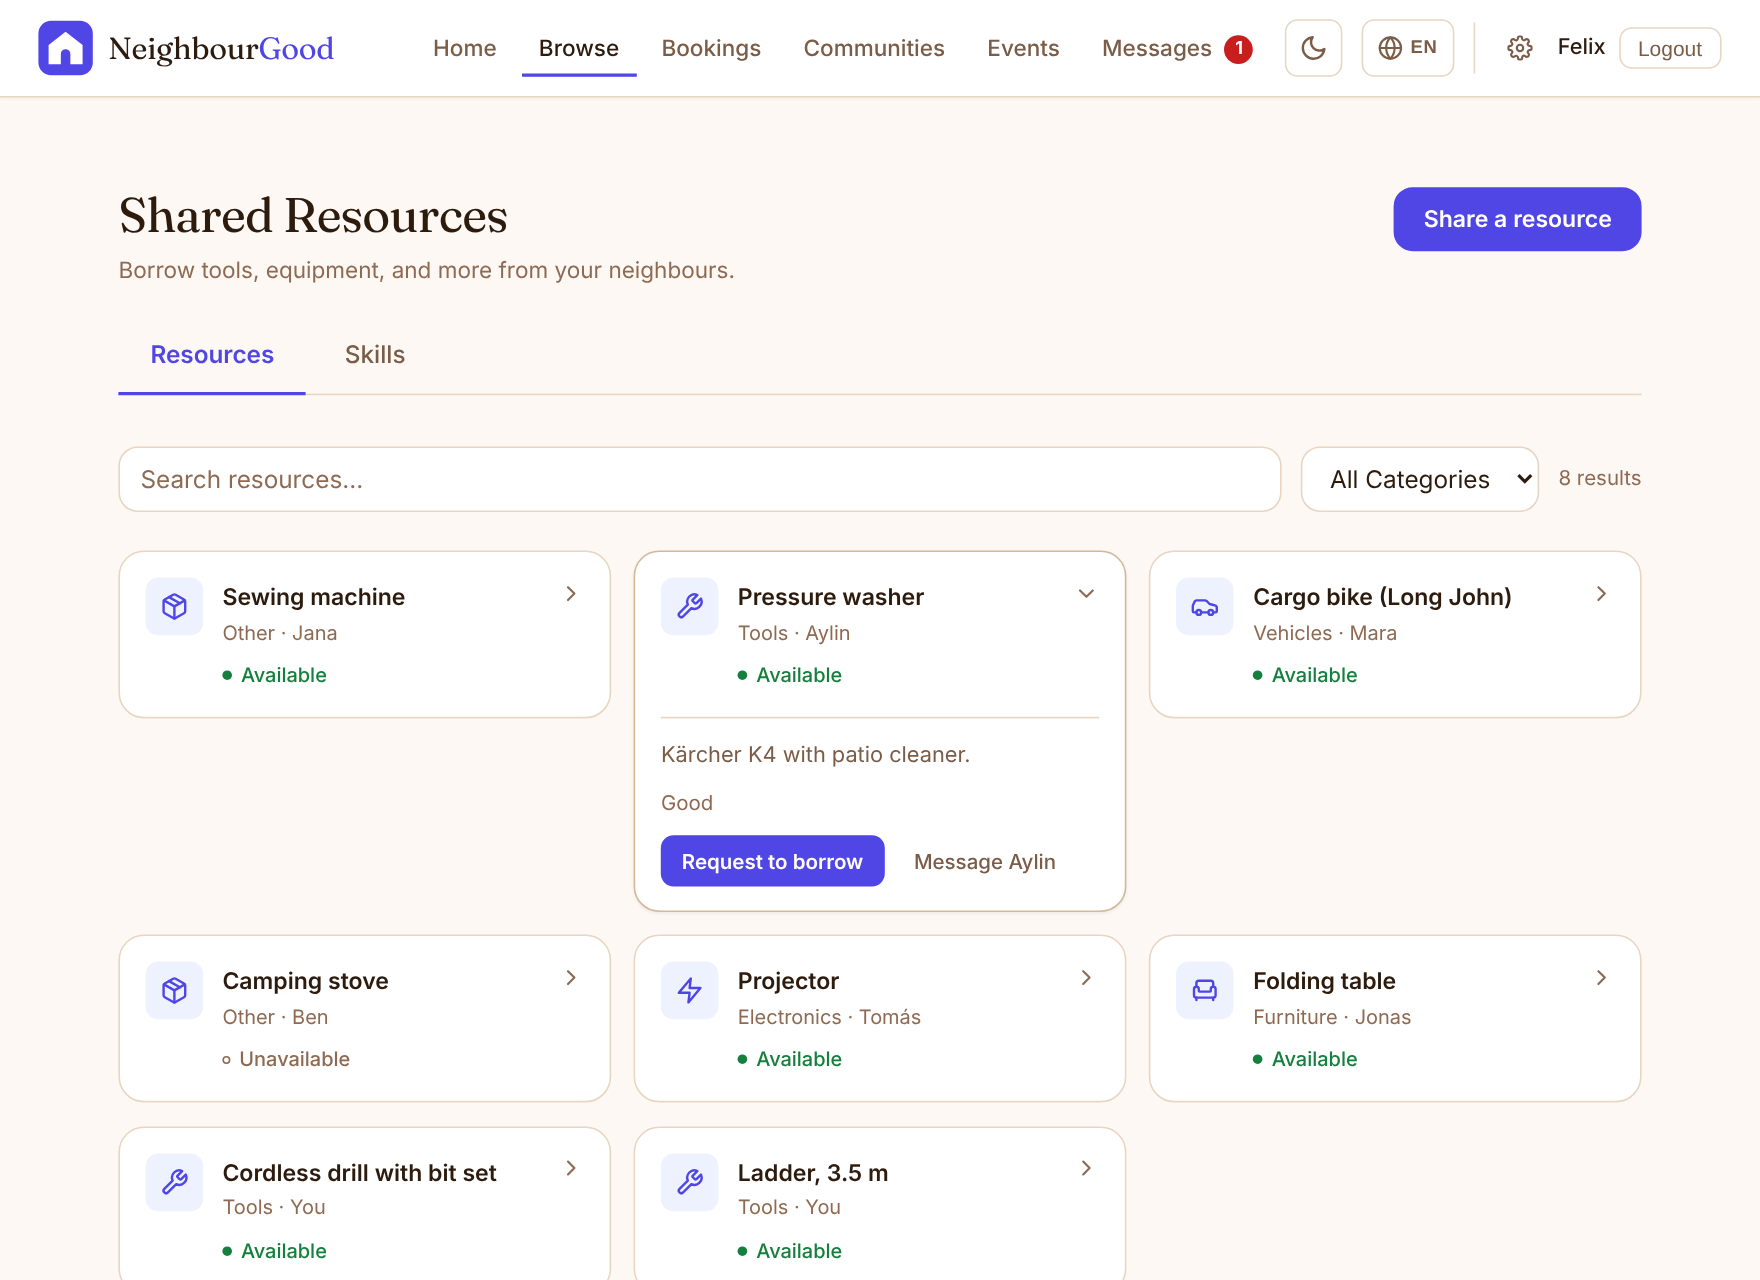 NeighbourGood
Home
Browse
Bookings
Communities
Events
Messages 1
EN
Felix
Logout
Shared Resources
Share a resource
Borrow tools, equipment, and more from your neighbours.
Resources
Skills
Search resources...
All Categories
8 results
Sewing machine
Other · Jana
Available
Pressure washer
Tools · Aylin
Available
Kärcher K4 with patio cleaner.
Good
Request to borrow
Message Aylin
Cargo bike (Long John)
Vehicles · Mara
Available
Camping stove
Other · Ben
Unavailable
Projector
Electronics · Tomás
Available
Folding table
Furniture · Jonas
Available
Cordless drill with bit set
Tools · You
Available
Ladder, 3.5 m
Tools · You
Available